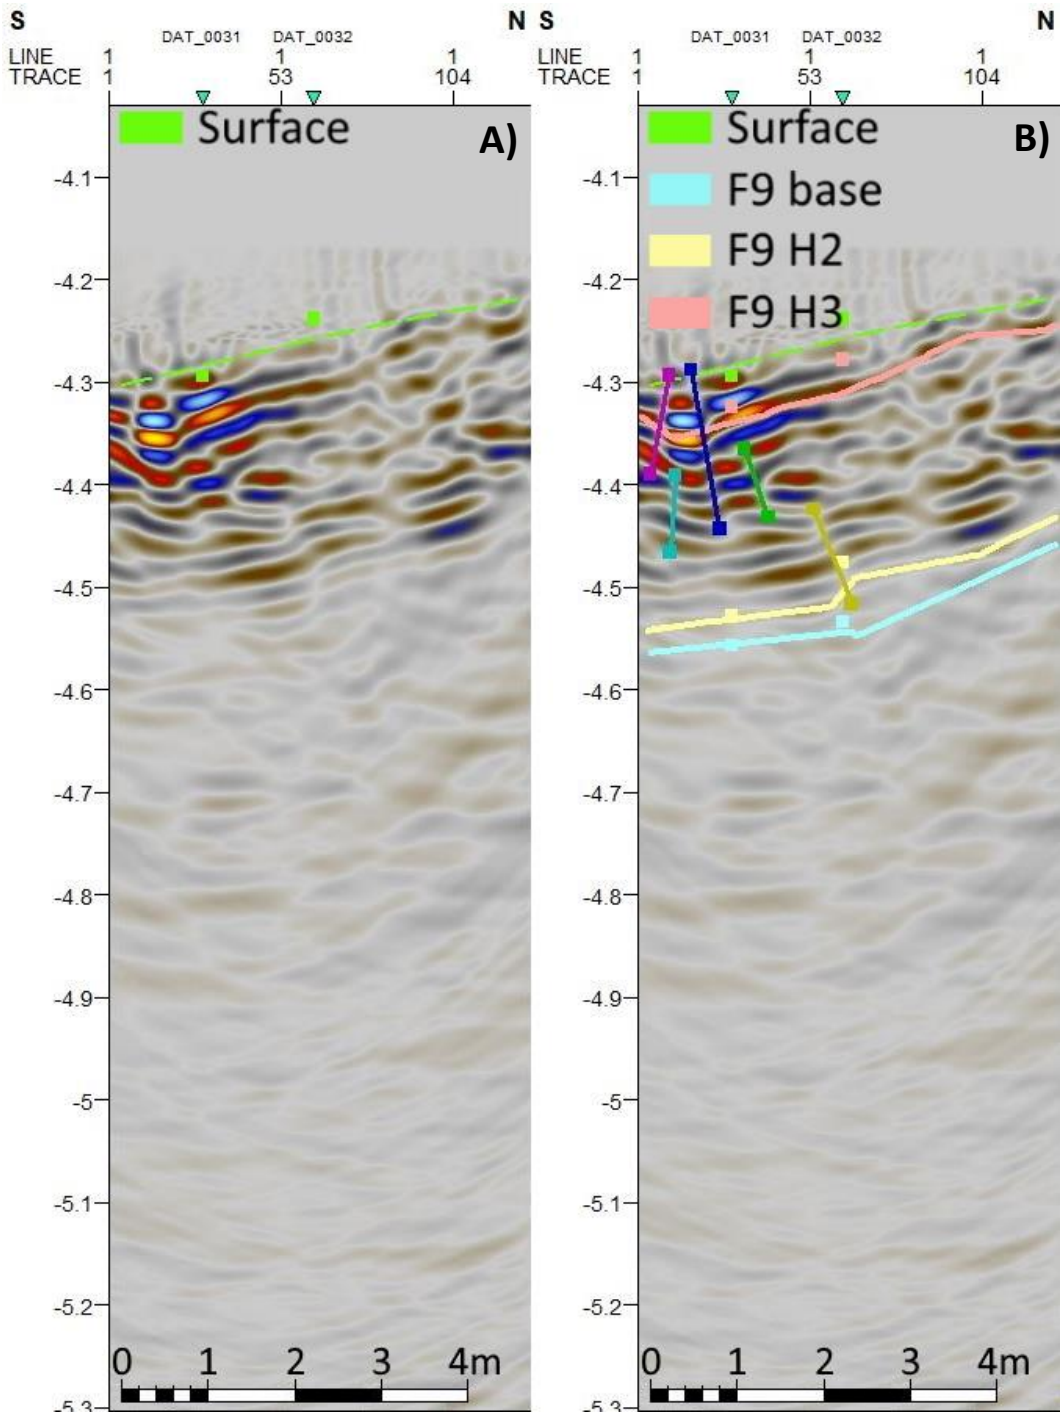 S N S N
DAT_0031 DAT_0032 DAT_0031 DAT_0032
LINE 1 1 1 1 1 1
TRACE 1 53 104 1 53 104
Surface A) Surface B)
-4.1 -4.1 F9 base
F9 H2
-4.2 -4.2
F9 H3
-4.3 -4.3
-4.4 -4.4
-4.5 -4.5
-4.6 -4.6
-4.7 -4.7
-4.8 -4.8
-4.9 -4.9
-5 -5
-5.1 -5.1
-5.2 -5.2
0 1 2 3 4m 0 1 2 3 4m
-5.3 -5.3